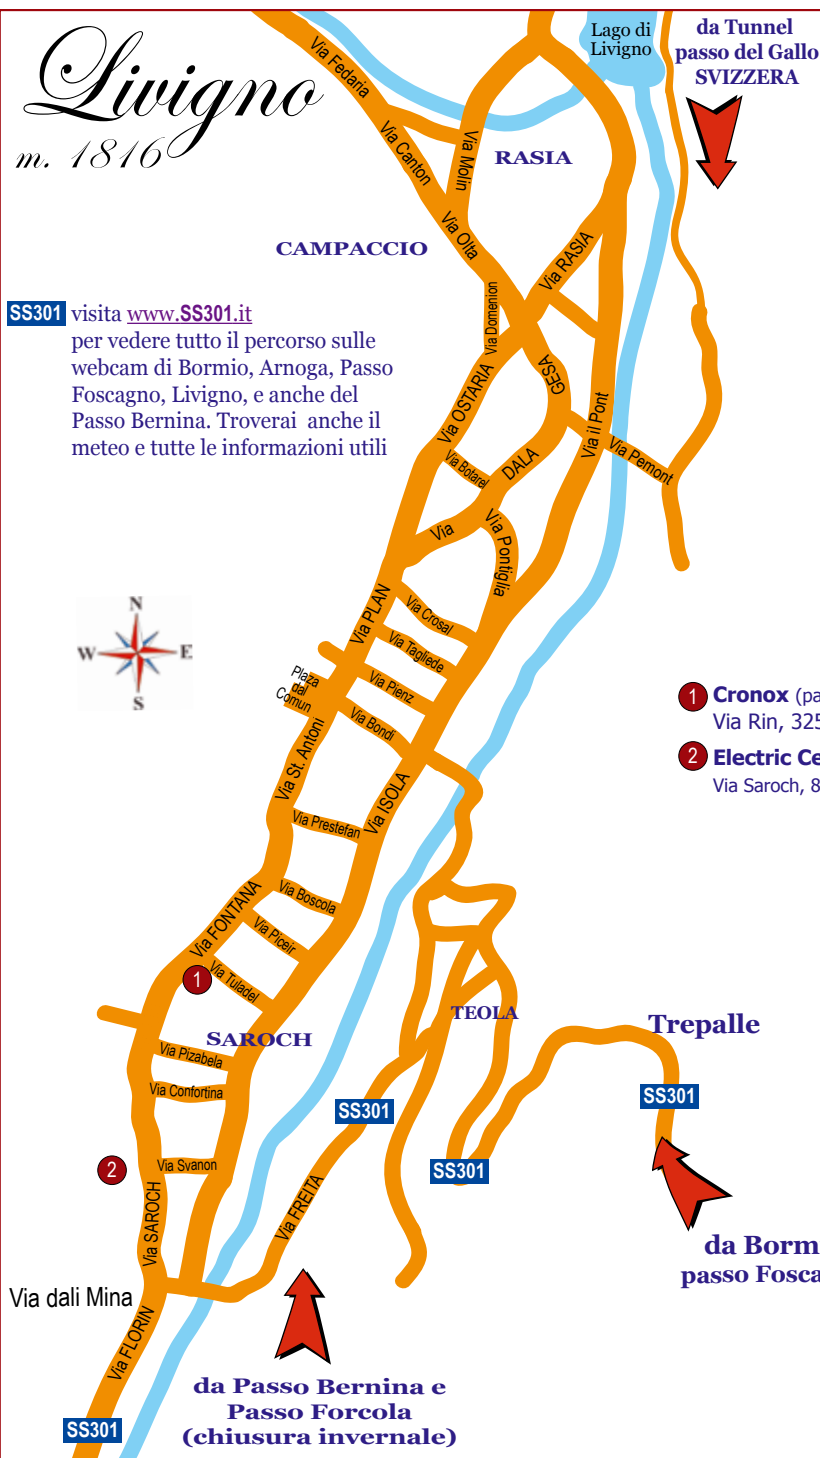 Livigno
m. 1816
Lago di
Livigno
da Tunnel
passo del Gallo
SVIZZERA
Via Fedaria
Via Canton
Via Molin
RASIA
Via Olta
CAMPACCIO
Via RASIA
Via Domenion
SS301 visita www.SS301.it
per vedere tutto il percorso sulle
webcam di Bormio, Arnoga, Passo
Foscagno, Livigno, e anche del
Passo Bernina. Troverai anche il
meteo e tutte le informazioni utili
Via OSTARIA
Via DALA GESA
Via il Pont
Via Pemont
Via Botarel
Via Pontiglia
Via PLAN
Via Crosal
Via Tagliede
Via Pienz
Plaza
dal
Comun
Via Bondi
N
W E
S
1 Cronox (pa
Via Rin, 325
2 Electric Ce
Via Saroch, 8
Via St. Antoni
Via ISOLA
Via Prestefan
Via Boscola
Via FONTANA
Via Piceir
Via Tuladel
1
SAROCH
TEOLA
Trepalle
Via Pizabela
Via Confortina
SS301
SS301
SS301
2
Via Svanon
Via SAROCH
Via FREITA
da Borm
passo Fosca
Via dali Mina
Via FLORIN
SS301
da Passo Bernina e
Passo Forcola
(chiusura invernale)